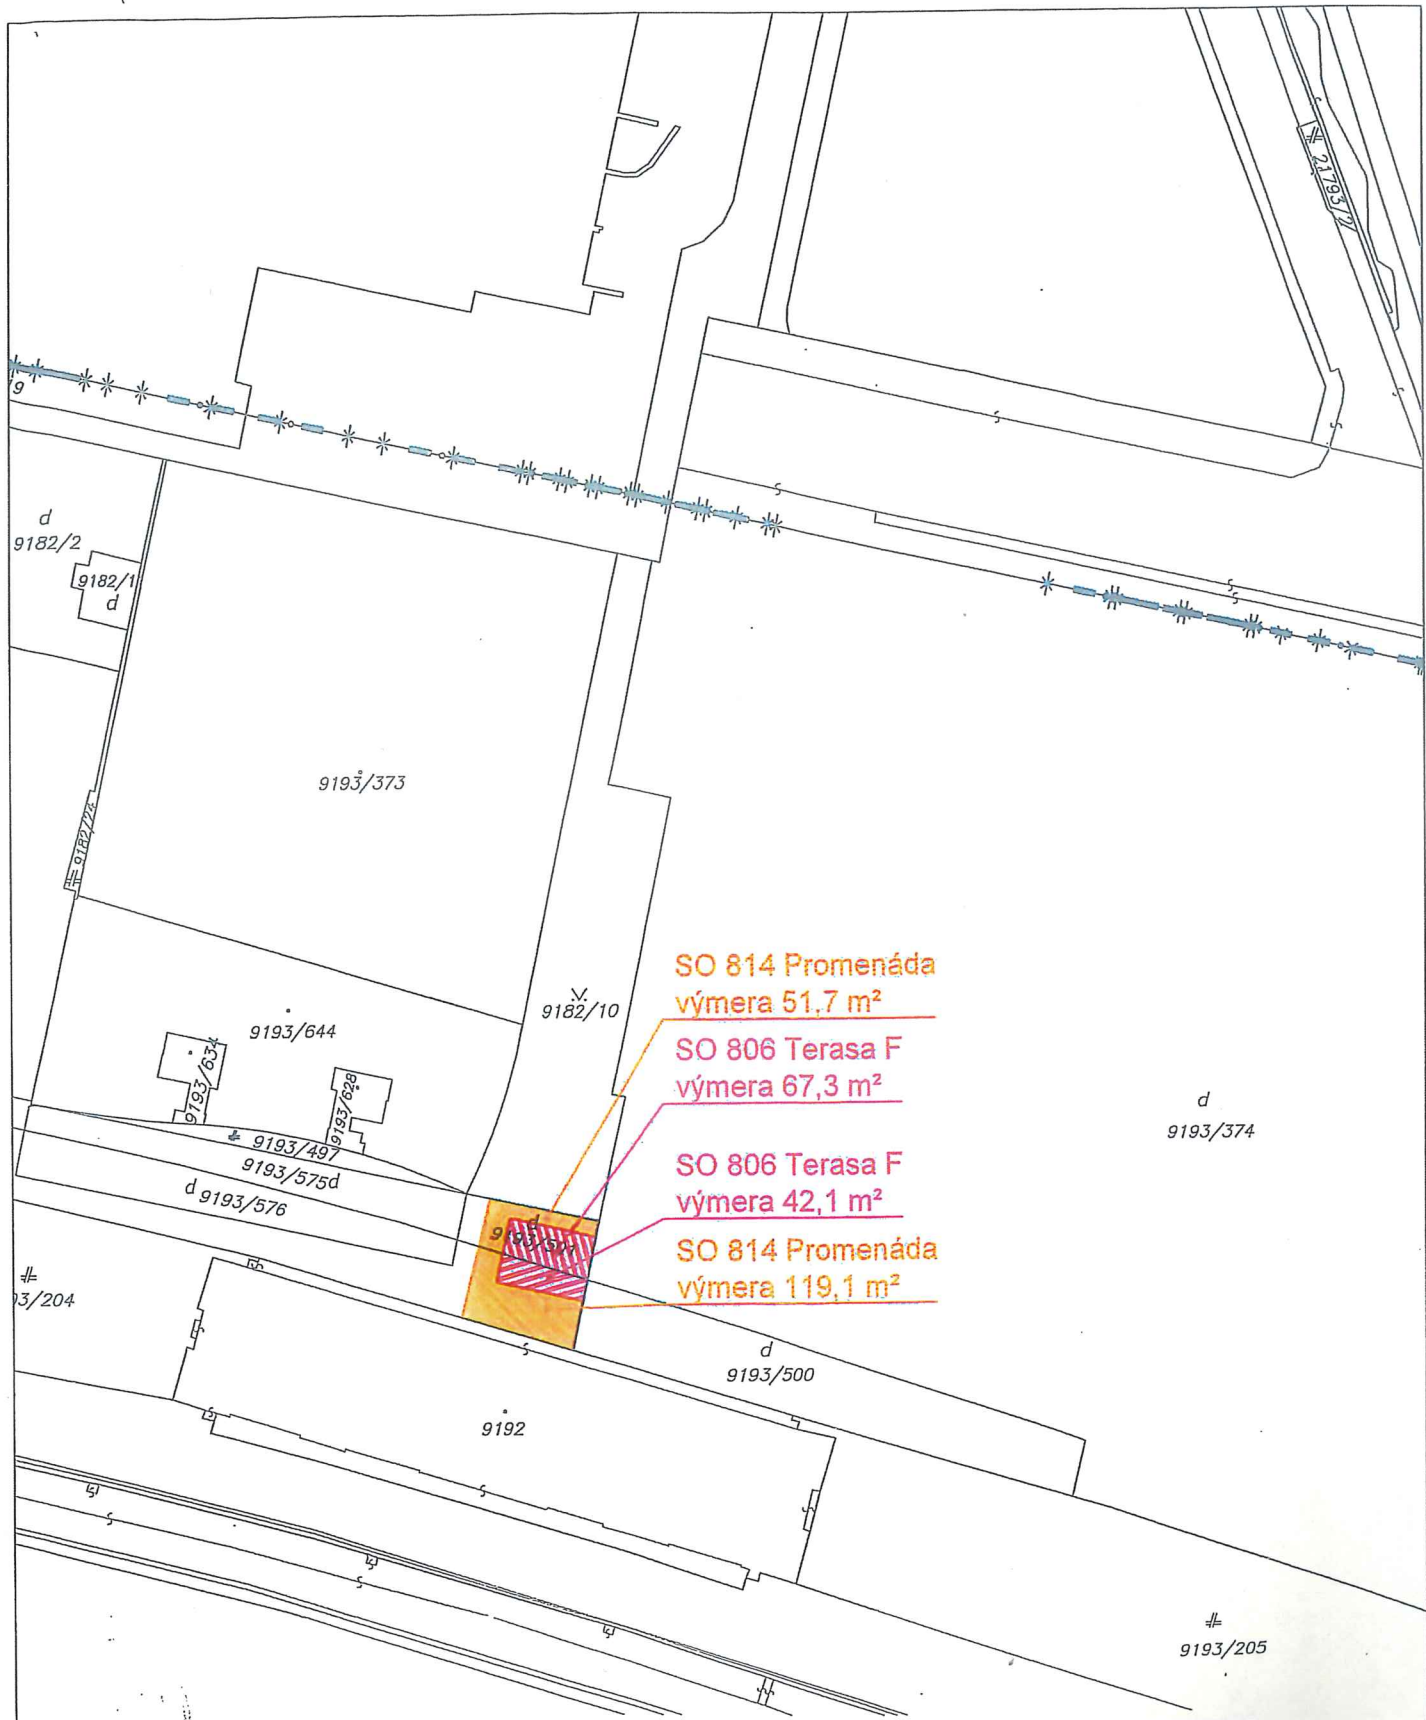 21793/2
9
d
9182/2
9182/1
d
9193/373
9182/24
SO 814 Promenáda
výmera 51,7 m²
9182/10
SO 806 Terasa F
výmera 67,3 m²
9193/644
9193/634
9193/628
d
9193/374
9193/497
9193/575d
SO 806 Terasa F
výmera 42,1 m²
d 9193/576
d
9193/501
SO 814 Promenáda
výmera 119,1 m²
3/204
d
9193/500
9192
9193/205